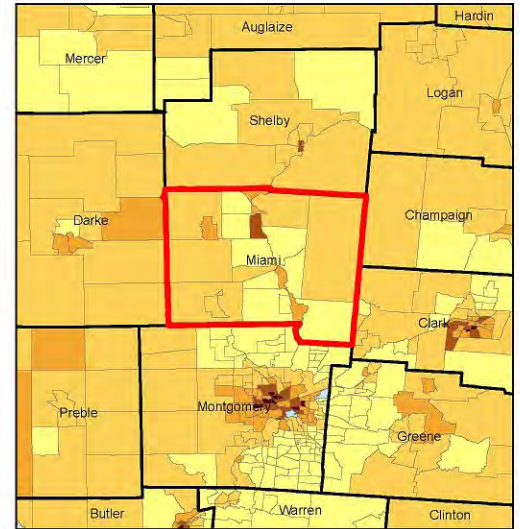 Hardin
Auglaize
Mercer
Logan
Shelby
Darke
Champaign
Miami
Clark
Preble
Montgomery
Greene
Butler
Warren
Clinton